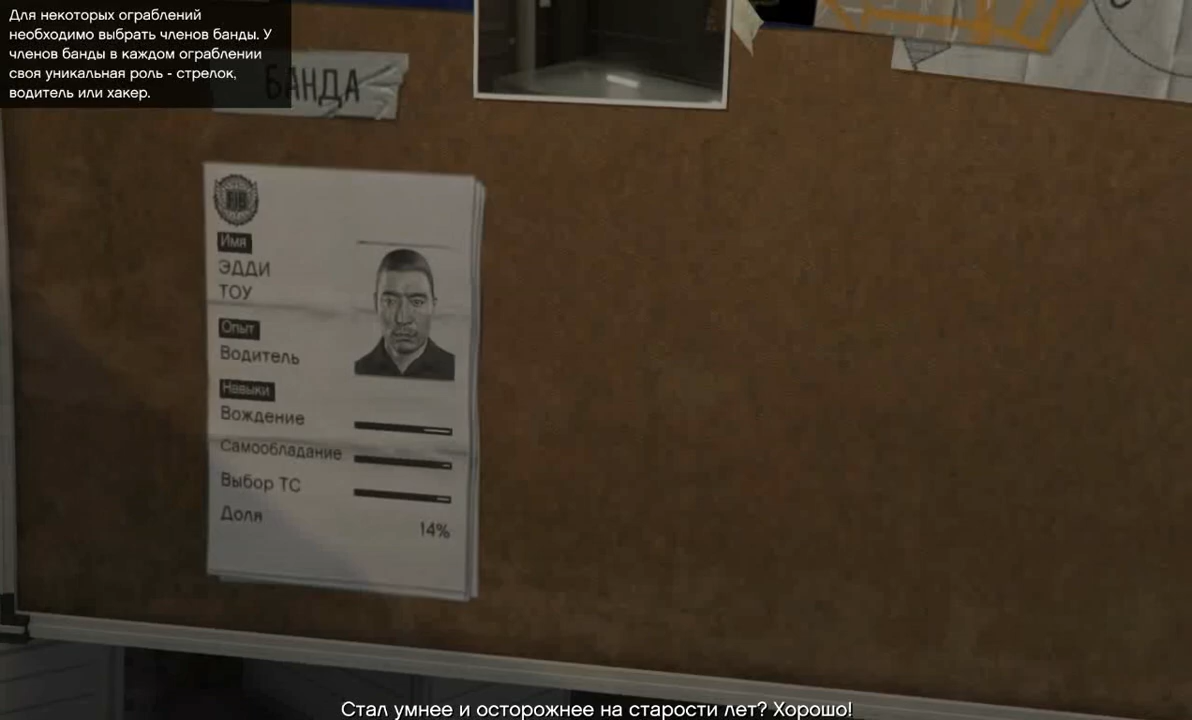 Для некоторых ограблений
необходимо выбрать членов банды. У
членов банды в каждом ограблении
своя уникальная роль - стрелок,
водитель или хакер.
БАНДА
FIB
Имя
ЭДДИ
ТОУ
Опыт
Водитель
Навыки
Вождение
Самообладание
Выбор ТС
Доля 14%
Стал умнее и осторожнее на старости лет? Хорошо!